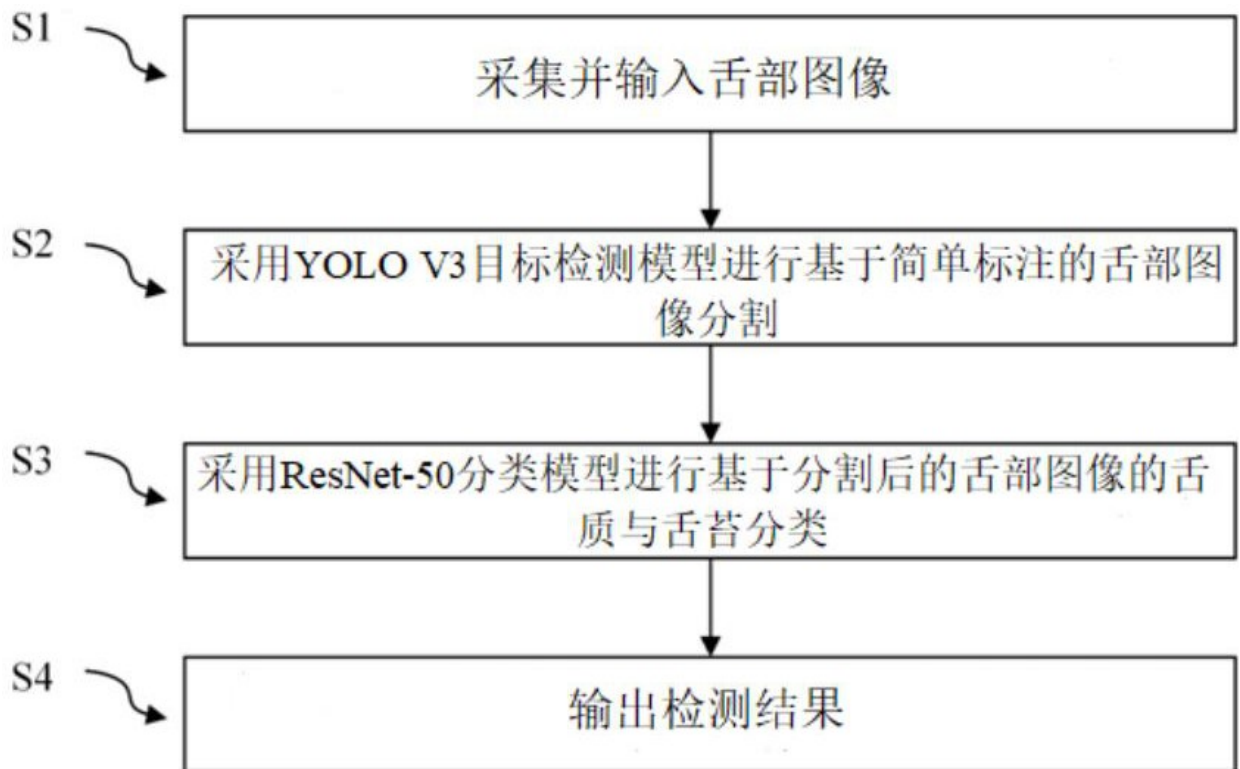 S1
采集并输入舌部图像
S2
采用YOLO V3目标检测模型进行基于简单标注的舌部图
像分割
S3
采用ResNet-50分类模型进行基于分割后的舌部图像的舌
质与舌苔分类
S4
输出检测结果